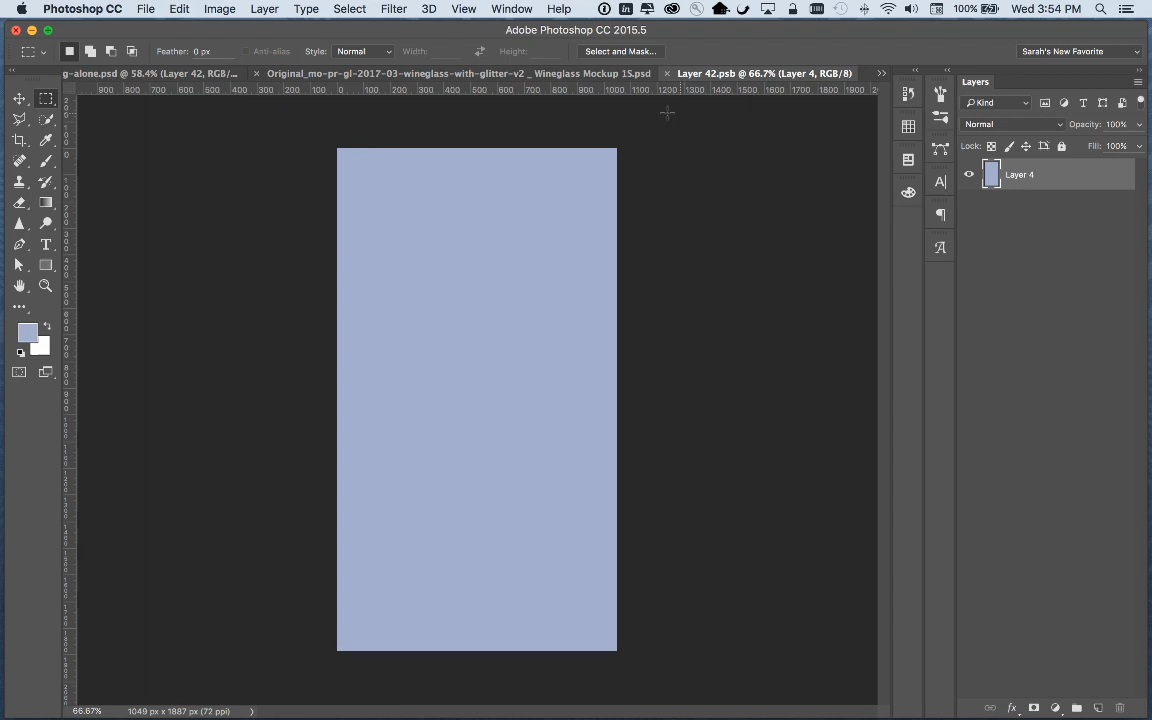 Photoshop CC File Edit Image Layer Type Select Filter 3D View Window Help 100% Wed 3:54 PM
Adobe Photoshop CC 2015.5
Feather: 0 px Anti-alias Style: Normal Width: Height: Select and Mask... Sarah's New Favorite
g-alone.psd @ 58.4% (Layer 42, RGB/... Original_mo-pr-gl-2017-03-wineglass-with-glitter-v2 _ Wineglass Mockup 15.psd Layer 42.psb @ 66.7% (Layer 4, RGB/8)
900 800 700 600 500 400 300 200 100 0 100 200 300 400 500 600 700 800 900 1000 1100 1200 1300 1400 1500 1600 1700 1800 1900
Layers
Kind
Normal Opacity: 100%
Lock: Fill: 100%
Layer 4
66.67% 1049 px x 1887 px (72 ppi)